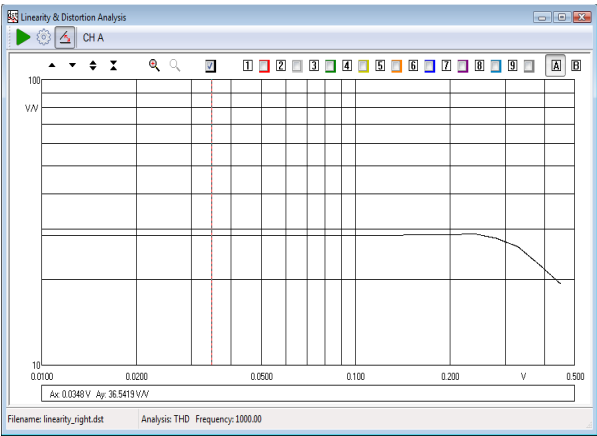 Linearity & Distortion Analysis
CH A
1 2 3 4 5 6 7 8 9 A B
100
V/V
10
0.0100 0.0200 0.0500 0.100 0.200 V 0.500
Ax: 0.0348 V Ay: 36.5419 V/V
Filename: linearity_right.dst Analysis: THD Frequency: 1000.00